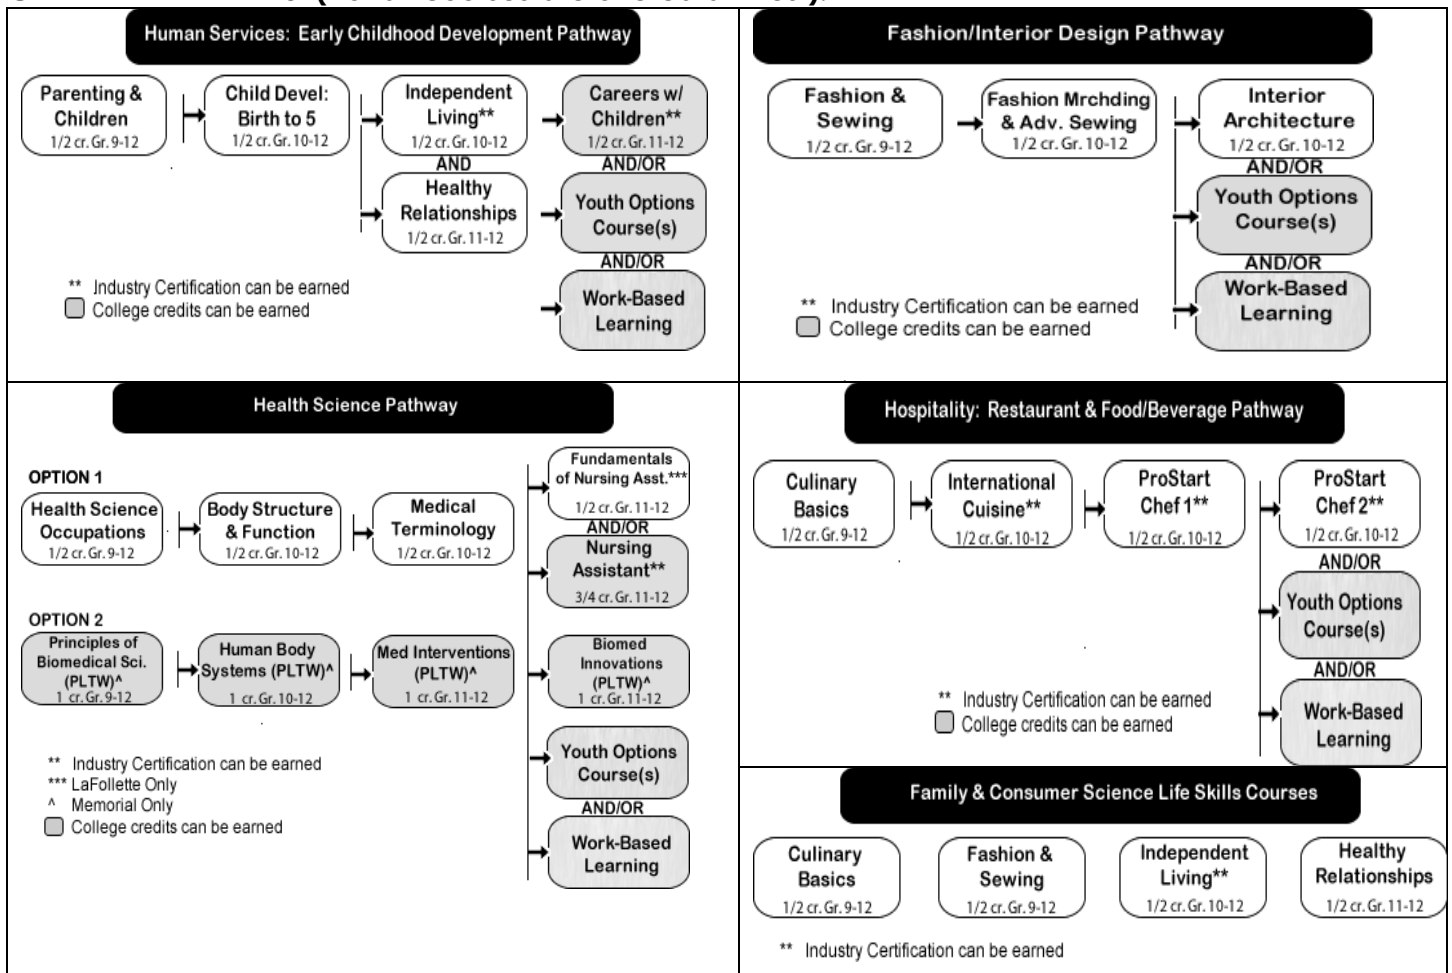 Human Services: Early Childhood Development Pathway
Parenting &
Children
1/2 cr. Gr. 9-12
Child Devel:
Birth to 5
1/2 cr. Gr. 10-12
Independent
Living**
1/2 cr. Gr. 10-12
AND
Healthy
Relationships
1/2 cr. Gr. 11-12
Careers w/
Children**
1/2 cr. Gr. 11-12
AND/OR
Youth Options
Course(s)
AND/OR
Work-Based
Learning
** Industry Certification can be earned
College credits can be earned
Fashion/Interior Design Pathway
Fashion &
Sewing
1/2 cr. Gr. 9-12
Fashion Mrchding
& Adv. Sewing
1/2 cr. Gr. 10-12
Interior
Architecture
1/2 cr. Gr. 10-12
AND/OR
Youth Options
Course(s)
AND/OR
Work-Based
Learning
** Industry Certification can be earned
College credits can be earned
Health Science Pathway
OPTION 1
Health Science
Occupations
1/2 cr. Gr. 9-12
Body Structure
& Function
1/2 cr. Gr. 10-12
Medical
Terminology
1/2 cr. Gr. 10-12
Fundamentals
of Nursing Asst.***
1/2 cr. Gr. 11-12
AND/OR
Nursing
Assistant**
3/4 cr. Gr. 11-12
OPTION 2
Principles of
Biomedical Sci.
(PLTW)^
1 cr. Gr. 9-12
Human Body
Systems (PLTW)^
1 cr. Gr. 10-12
Med Interventions
(PLTW)^
1 cr. Gr. 11-12
Biomed
Innovations
(PLTW)^
1 cr. Gr. 11-12
Youth Options
Course(s)
AND/OR
Work-Based
Learning
** Industry Certification can be earned
*** LaFollette Only
^ Memorial Only
College credits can be earned
Hospitality: Restaurant & Food/Beverage Pathway
Culinary
Basics
1/2 cr. Gr. 9-12
International
Cuisine**
1/2 cr. Gr. 10-12
ProStart
Chef 1**
1/2 cr. Gr. 10-12
ProStart
Chef 2**
1/2 cr. Gr. 10-12
AND/OR
Youth Options
Course(s)
AND/OR
Work-Based
Learning
** Industry Certification can be earned
College credits can be earned
Family & Consumer Science Life Skills Courses
Culinary
Basics
1/2 cr. Gr. 9-12
Fashion &
Sewing
1/2 cr. Gr. 9-12
Independent
Living**
1/2 cr. Gr. 10-12
Healthy
Relationships
1/2 cr. Gr. 11-12
** Industry Certification can be earned